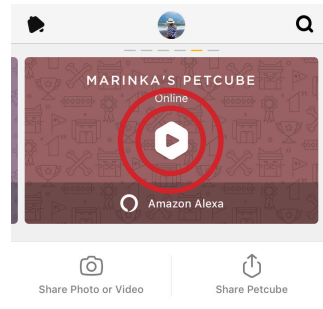 MARINKA'S PETCUBE
Online
Amazon Alexa
Share Photo or Video
Share Petcube